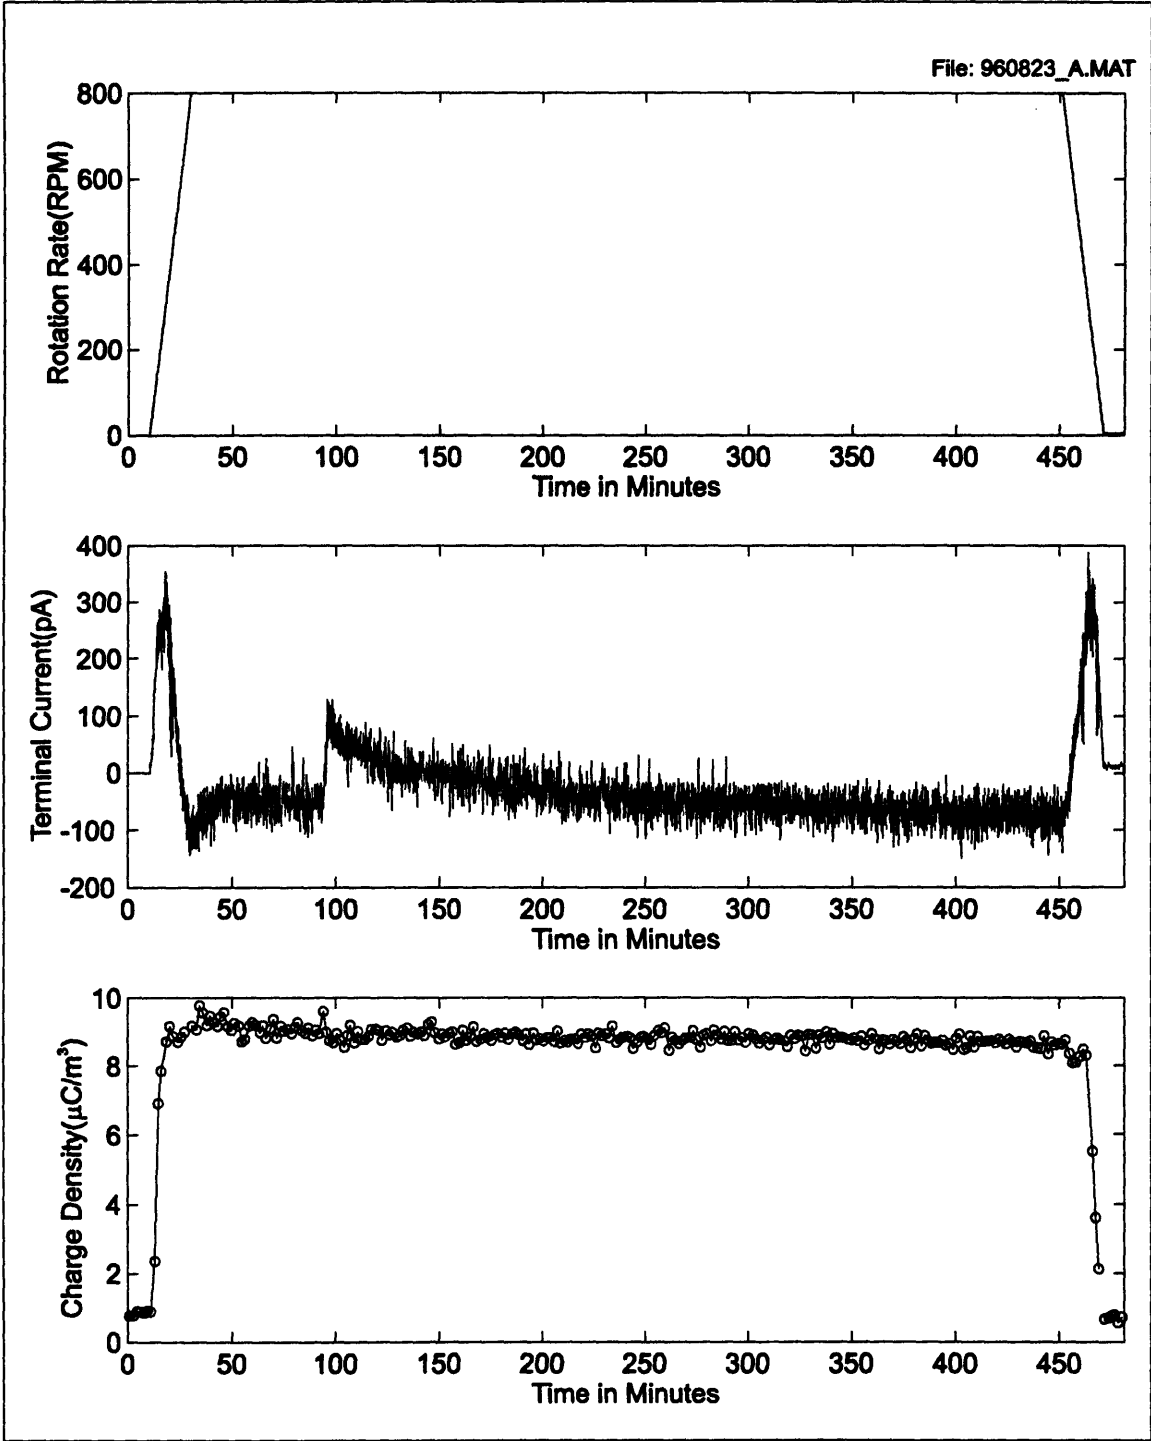 File: 960823_A.MAT
800
600
400
200
0
Rotation Rate(RPM)
0 50 100 150 200 250 300 350 400 450
Time in Minutes
400
300
200
100
0
-100
-200
Terminal Current(pA)
0 50 100 150 200 250 300 350 400 450
Time in Minutes
10
8
6
4
2
0
Charge Density(μC/m³)
0 50 100 150 200 250 300 350 400 450
Time in Minutes